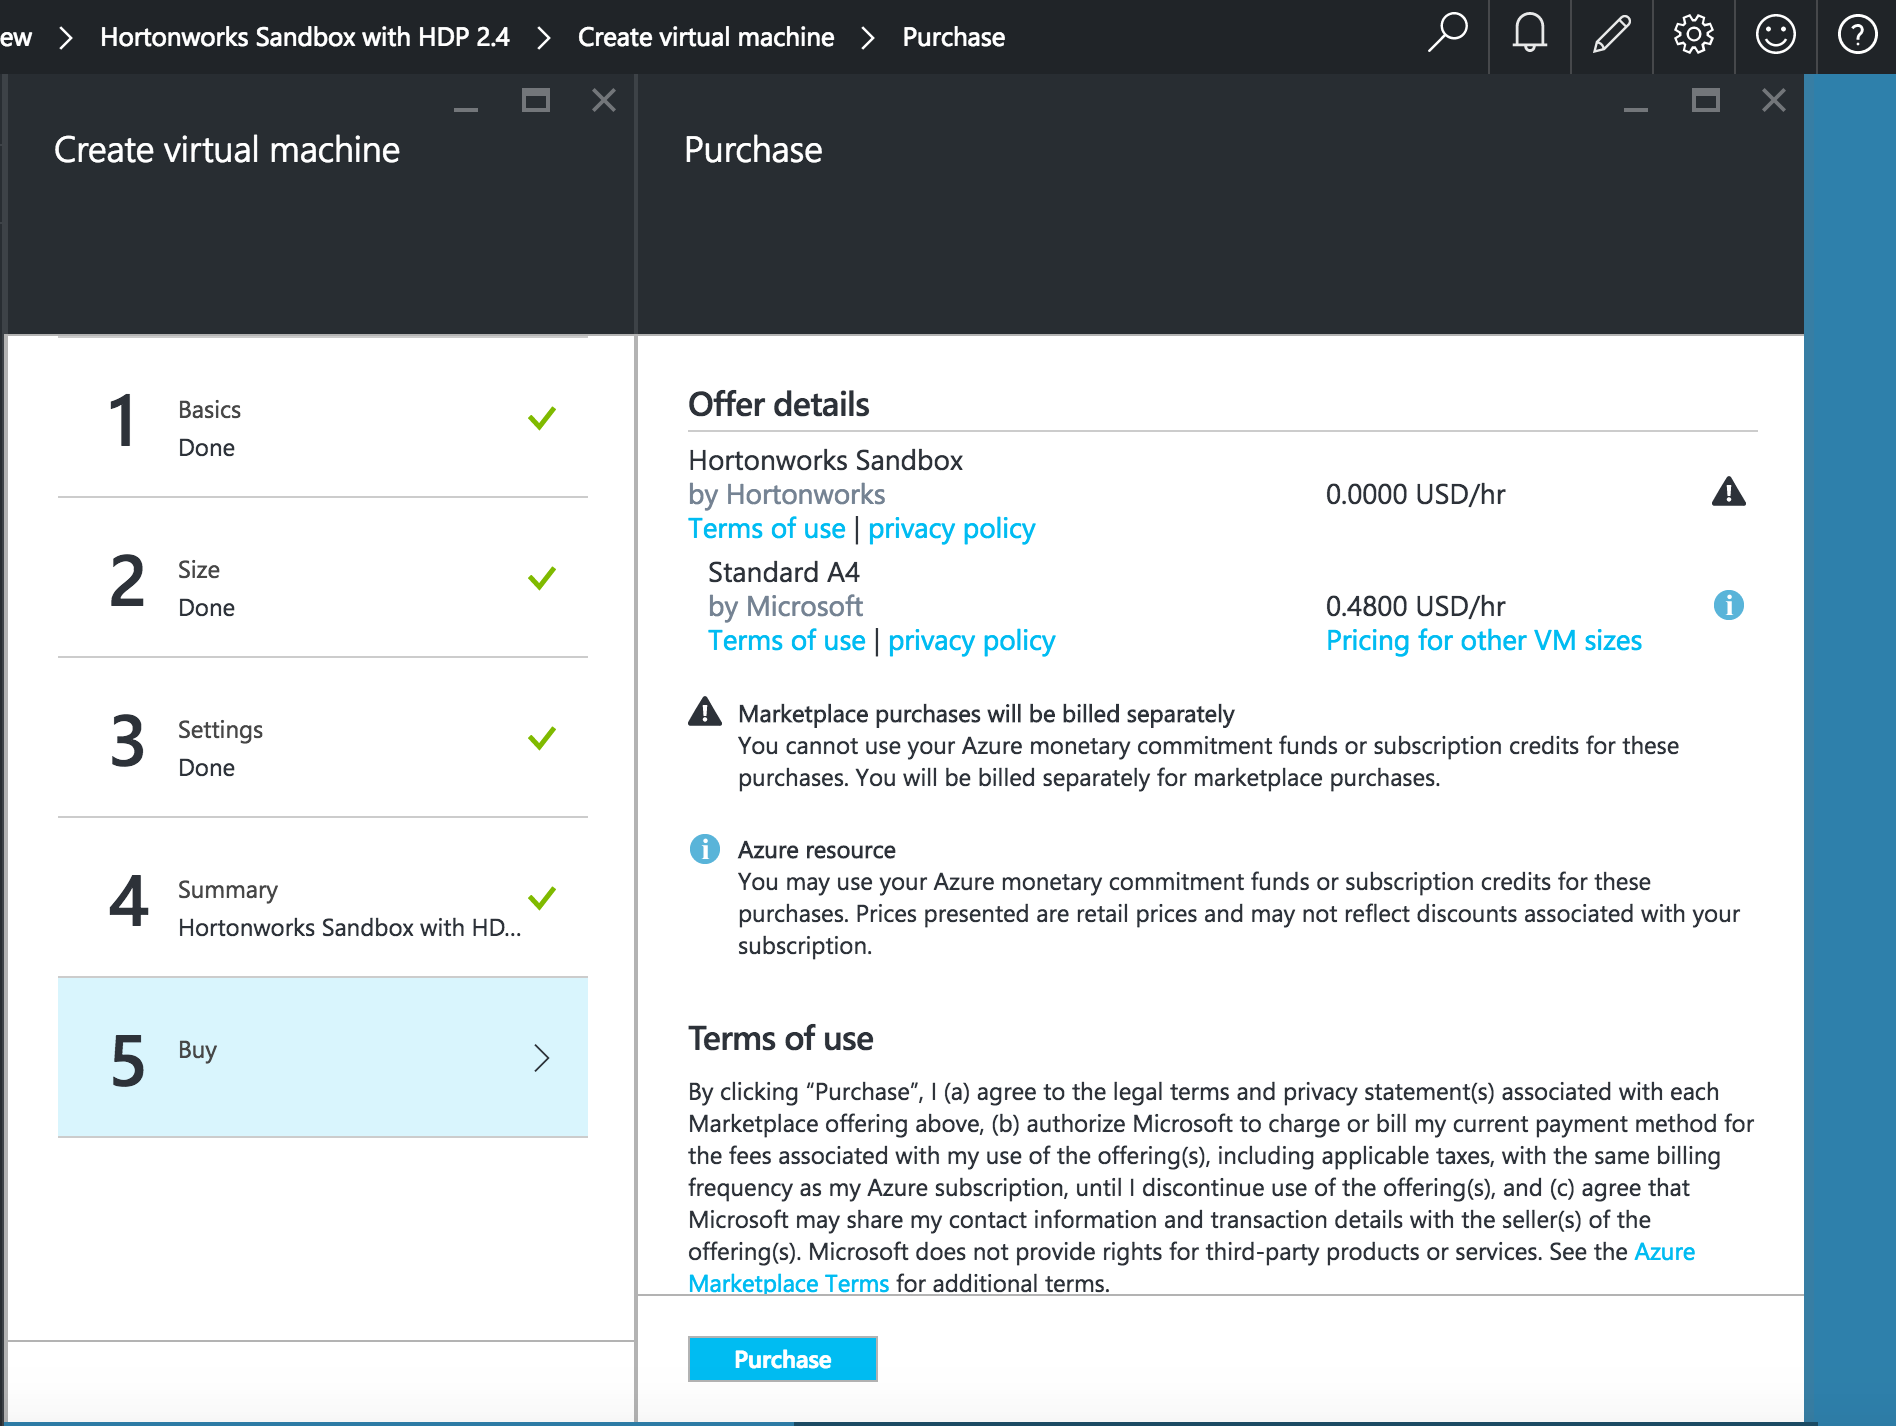 ew > Hortonworks Sandbox with HDP 2.4 > Create virtual machine > Purchase
Create virtual machine
Purchase
1
Basics
Done
2
Size
Done
3
Settings
Done
4
Summary
Hortonworks Sandbox with HD...
5
Buy
Offer details
Hortonworks Sandbox
by Hortonworks
0.0000 USD/hr
Terms of use | privacy policy
Standard A4
by Microsoft
0.4800 USD/hr
Terms of use | privacy policy
Pricing for other VM sizes
Marketplace purchases will be billed separately
You cannot use your Azure monetary commitment funds or subscription credits for these
purchases. You will be billed separately for marketplace purchases.
Azure resource
You may use your Azure monetary commitment funds or subscription credits for these
purchases. Prices presented are retail prices and may not reflect discounts associated with your
subscription.
Terms of use
By clicking “Purchase”, I (a) agree to the legal terms and privacy statement(s) associated with each
Marketplace offering above, (b) authorize Microsoft to charge or bill my current payment method for
the fees associated with my use of the offering(s), including applicable taxes, with the same billing
frequency as my Azure subscription, until I discontinue use of the offering(s), and (c) agree that
Microsoft may share my contact information and transaction details with the seller(s) of the
offering(s). Microsoft does not provide rights for third-party products or services. See the Azure
Marketplace Terms for additional terms.
Purchase